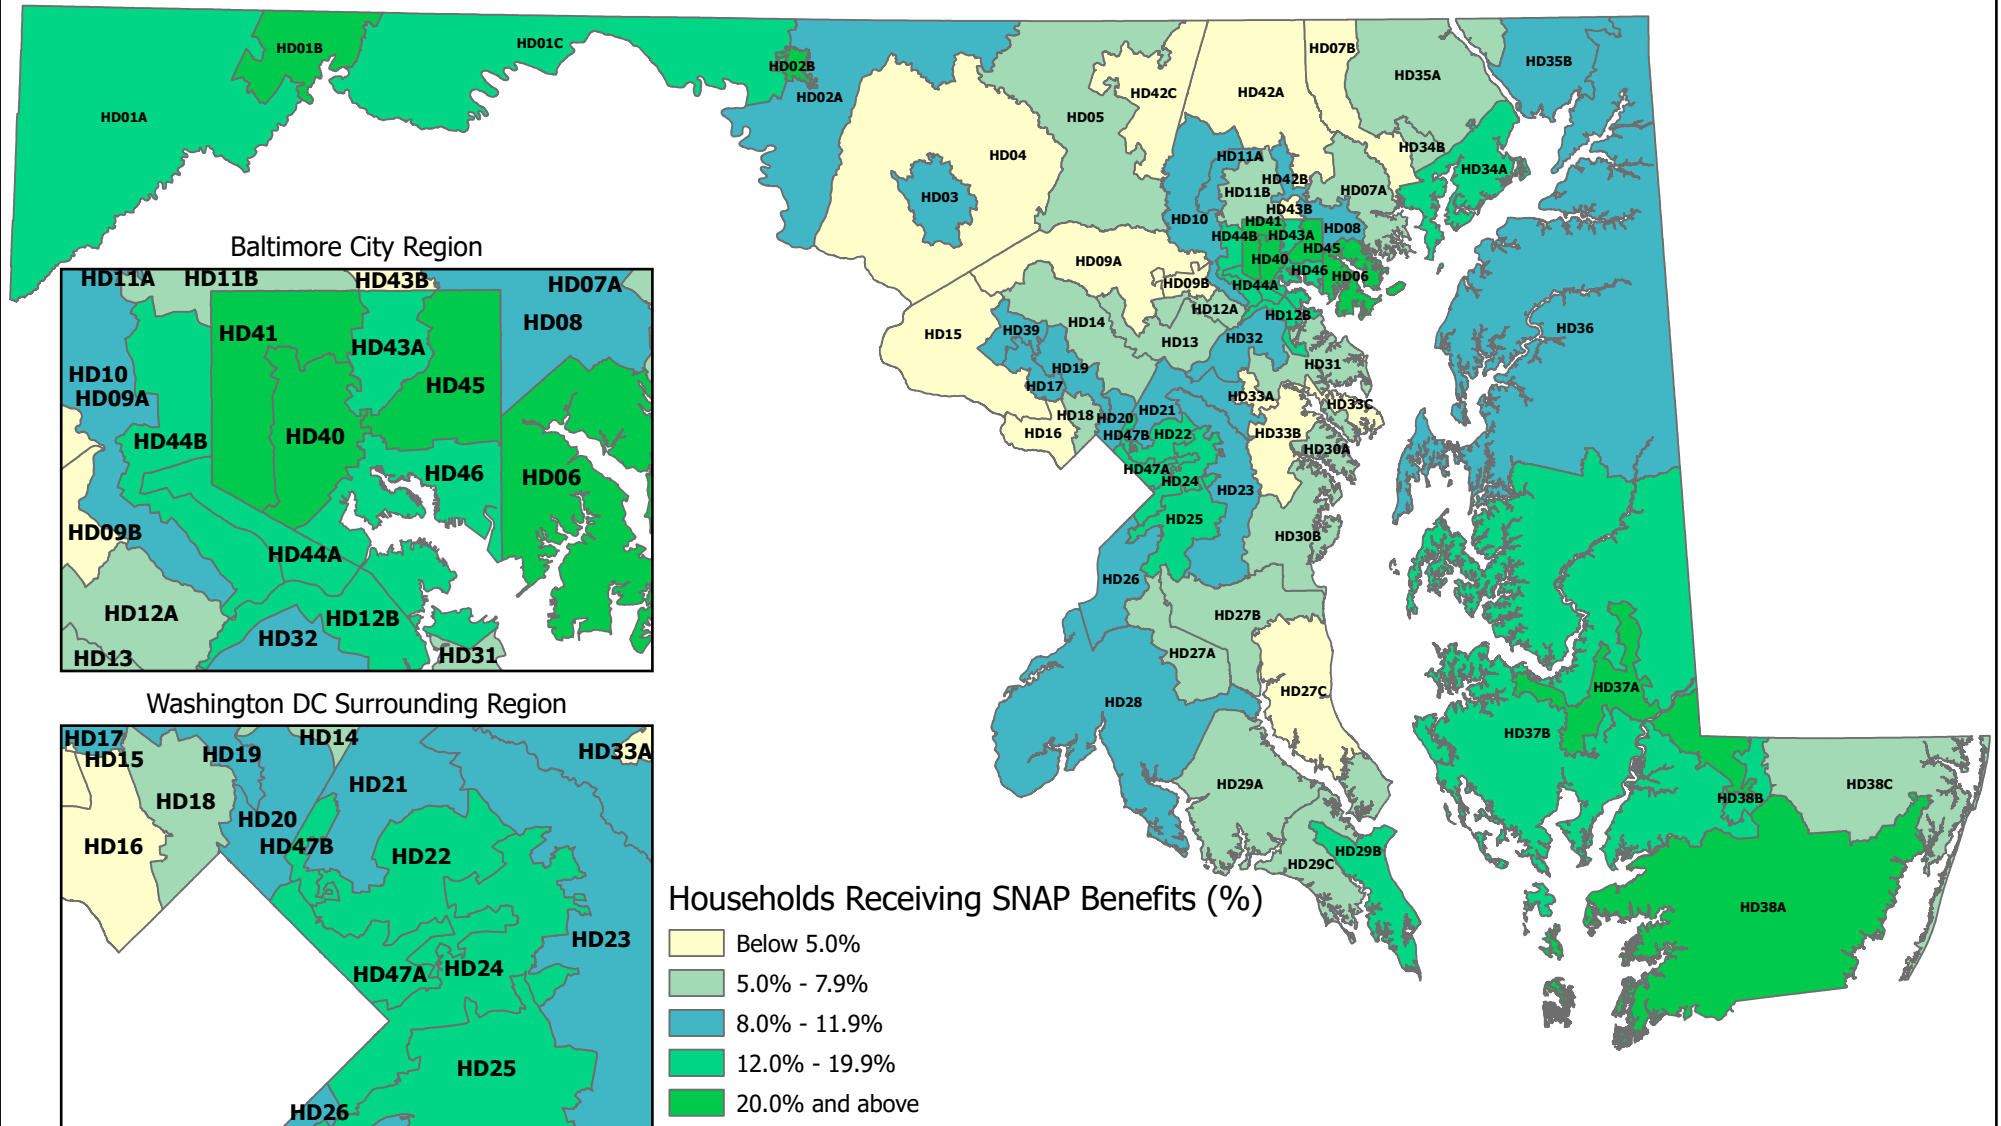 HD01A
HD01B
HD01C
HD02B
HD02A
HD03
HD04
HD05
HD42C
HD42A
HD07B
HD35A
HD35B
HD34B
HD34A
HD11A
HD42B
HD11B
HD07A
HD43B
HD10
HD41
HD08
HD44B
HD43A
HD45
HD40
HD46
HD06
HD44A
HD09A
HD09B
HD12A
HD12B
HD36
HD15
HD39
HD14
HD13
HD32
HD31
HD19
HD17
HD33A
HD33C
HD18
HD20
HD21
HD16
HD47B
HD22
HD33B
HD30A
HD47A
HD24
HD23
HD25
HD30B
HD26
HD27B
HD27A
HD27C
HD28
HD37A
HD37B
HD29A
HD38B
HD38C
HD29B
HD29C
HD38A
Baltimore City Region
HD11A
HD11B
HD43B
HD07A
HD41
HD43A
HD08
HD10
HD09A
HD45
HD44B
HD40
HD46
HD06
HD09B
HD44A
HD12A
HD12B
HD32
HD13
HD31
Washington DC Surrounding Region
HD17
HD15
HD19
HD14
HD33A
HD18
HD21
HD20
HD16
HD47B
HD22
HD23
HD47A
HD24
HD25
HD26
Households Receiving SNAP Benefits (%)
Below 5.0%
5.0% - 7.9%
8.0% - 11.9%
12.0% - 19.9%
20.0% and above